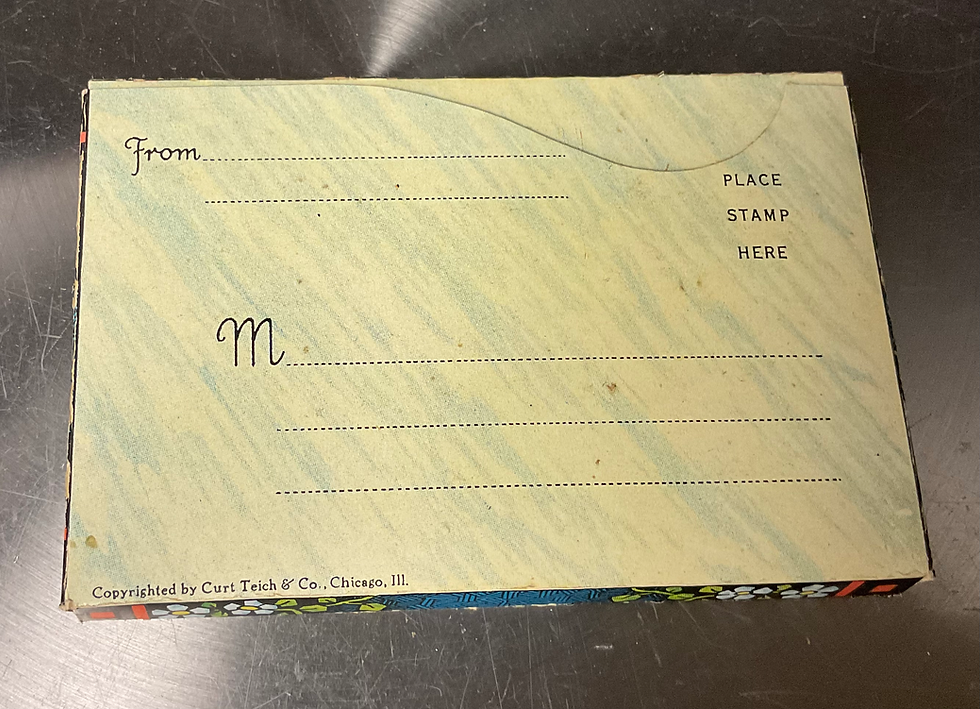 From
PLACE
STAMP
HERE
M
Copyrighted by Curt Teich & Co., Chicago, Ill.